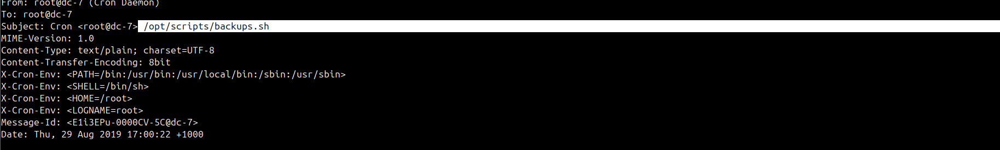 From: root@dc-7 (Cron Daemon)
To: root@dc-7
Subject: Cron <root@dc-7> /opt/scripts/backups.sh
MIME-Version: 1.0
Content-Type: text/plain; charset=UTF-8
Content-Transfer-Encoding: 8bit
X-Cron-Env: <PATH=/bin:/usr/bin:/usr/local/bin:/sbin:/usr/sbin>
X-Cron-Env: <SHELL=/bin/sh>
X-Cron-Env: <HOME=/root>
X-Cron-Env: <LOGNAME=root>
Message-Id: <E1i3EPu-0000CV-5C@dc-7>
Date: Thu, 29 Aug 2019 17:00:22 +1000